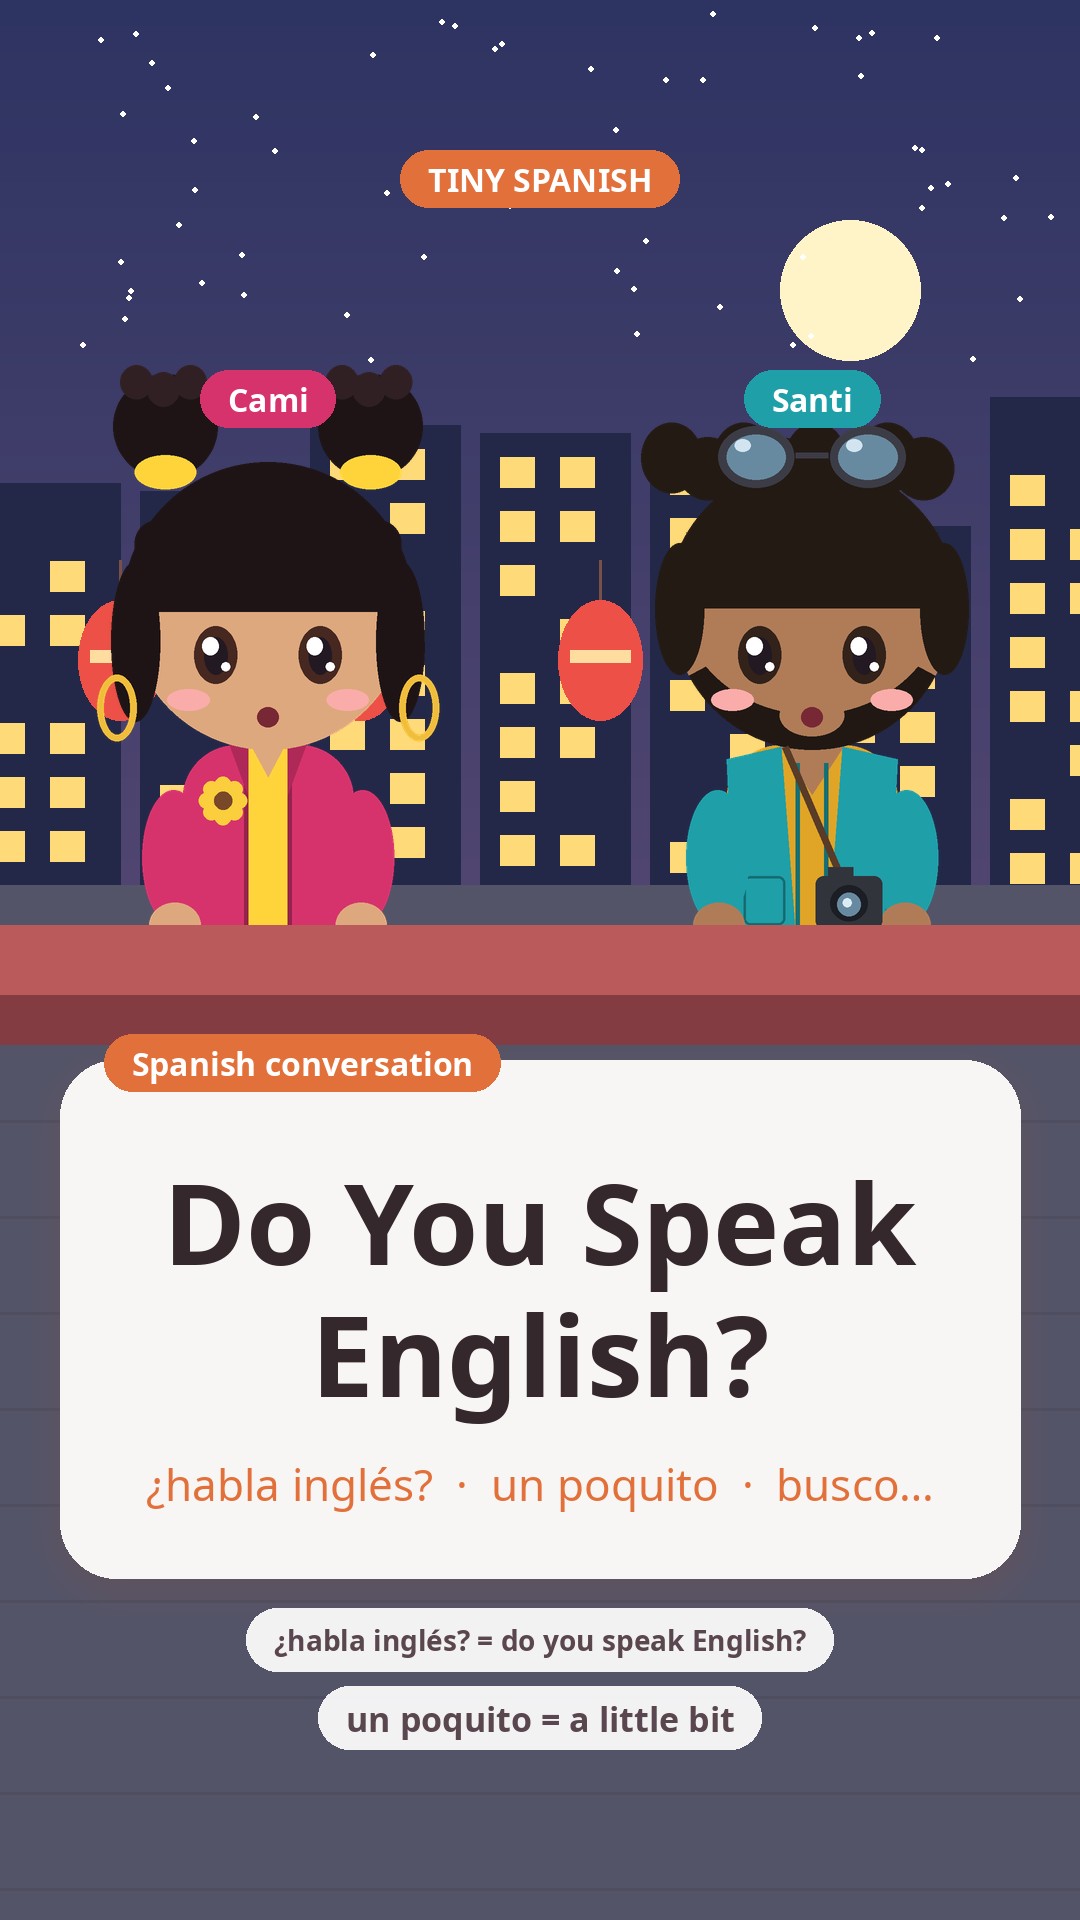 TINY SPANISH
Cami
Santi
Spanish conversation
Do You Speak
English?
¿habla inglés? · un poquito · busco...
¿habla inglés? = do you speak English?
un poquito = a little bit